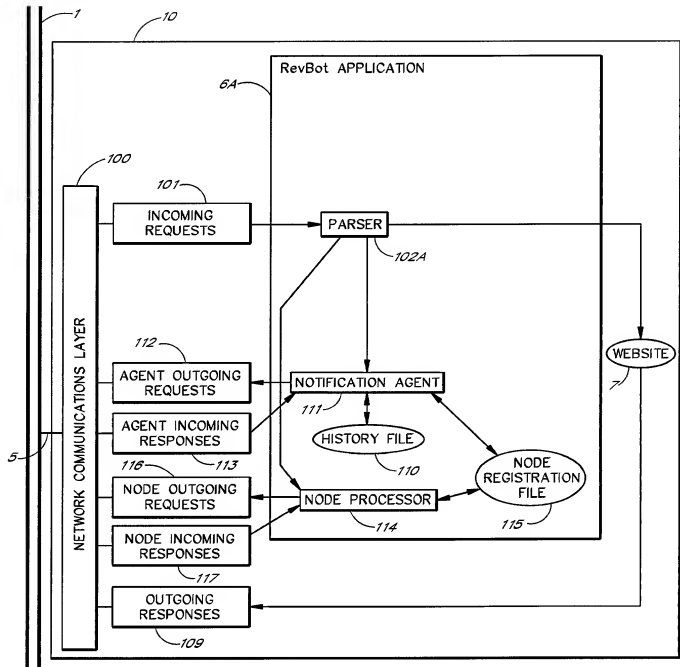 1
10
6A
RevBot APPLICATION
100
101
INCOMING
REQUESTS
PARSER
102A
NETWORK COMMUNICATIONS LAYER
112
AGENT OUTGOING
REQUESTS
NOTIFICATION AGENT
111
WEBSITE
7
AGENT INCOMING
RESPONSES
113
HISTORY FILE
110
5
116
NODE OUTGOING
REQUESTS
NODE PROCESSOR
114
NODE
REGISTRATION
FILE
115
NODE INCOMING
RESPONSES
117
OUTGOING
RESPONSES
109